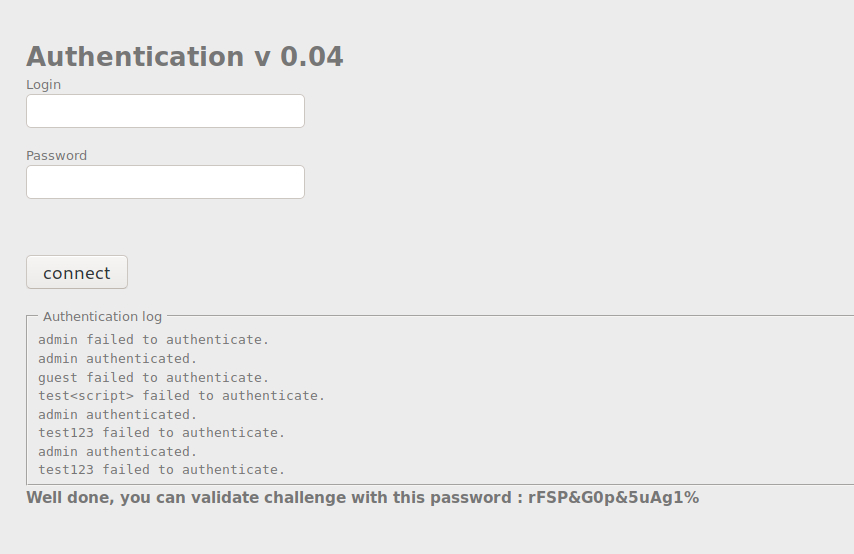 Authentication v 0.04
Login
Password
connect
Authentication log
admin failed to authenticate.
admin authenticated.
guest failed to authenticate.
test<script> failed to authenticate.
admin authenticated.
test123 failed to authenticate.
admin authenticated.
test123 failed to authenticate.
Well done, you can validate challenge with this password : rFSP&G0p&5uAg1%